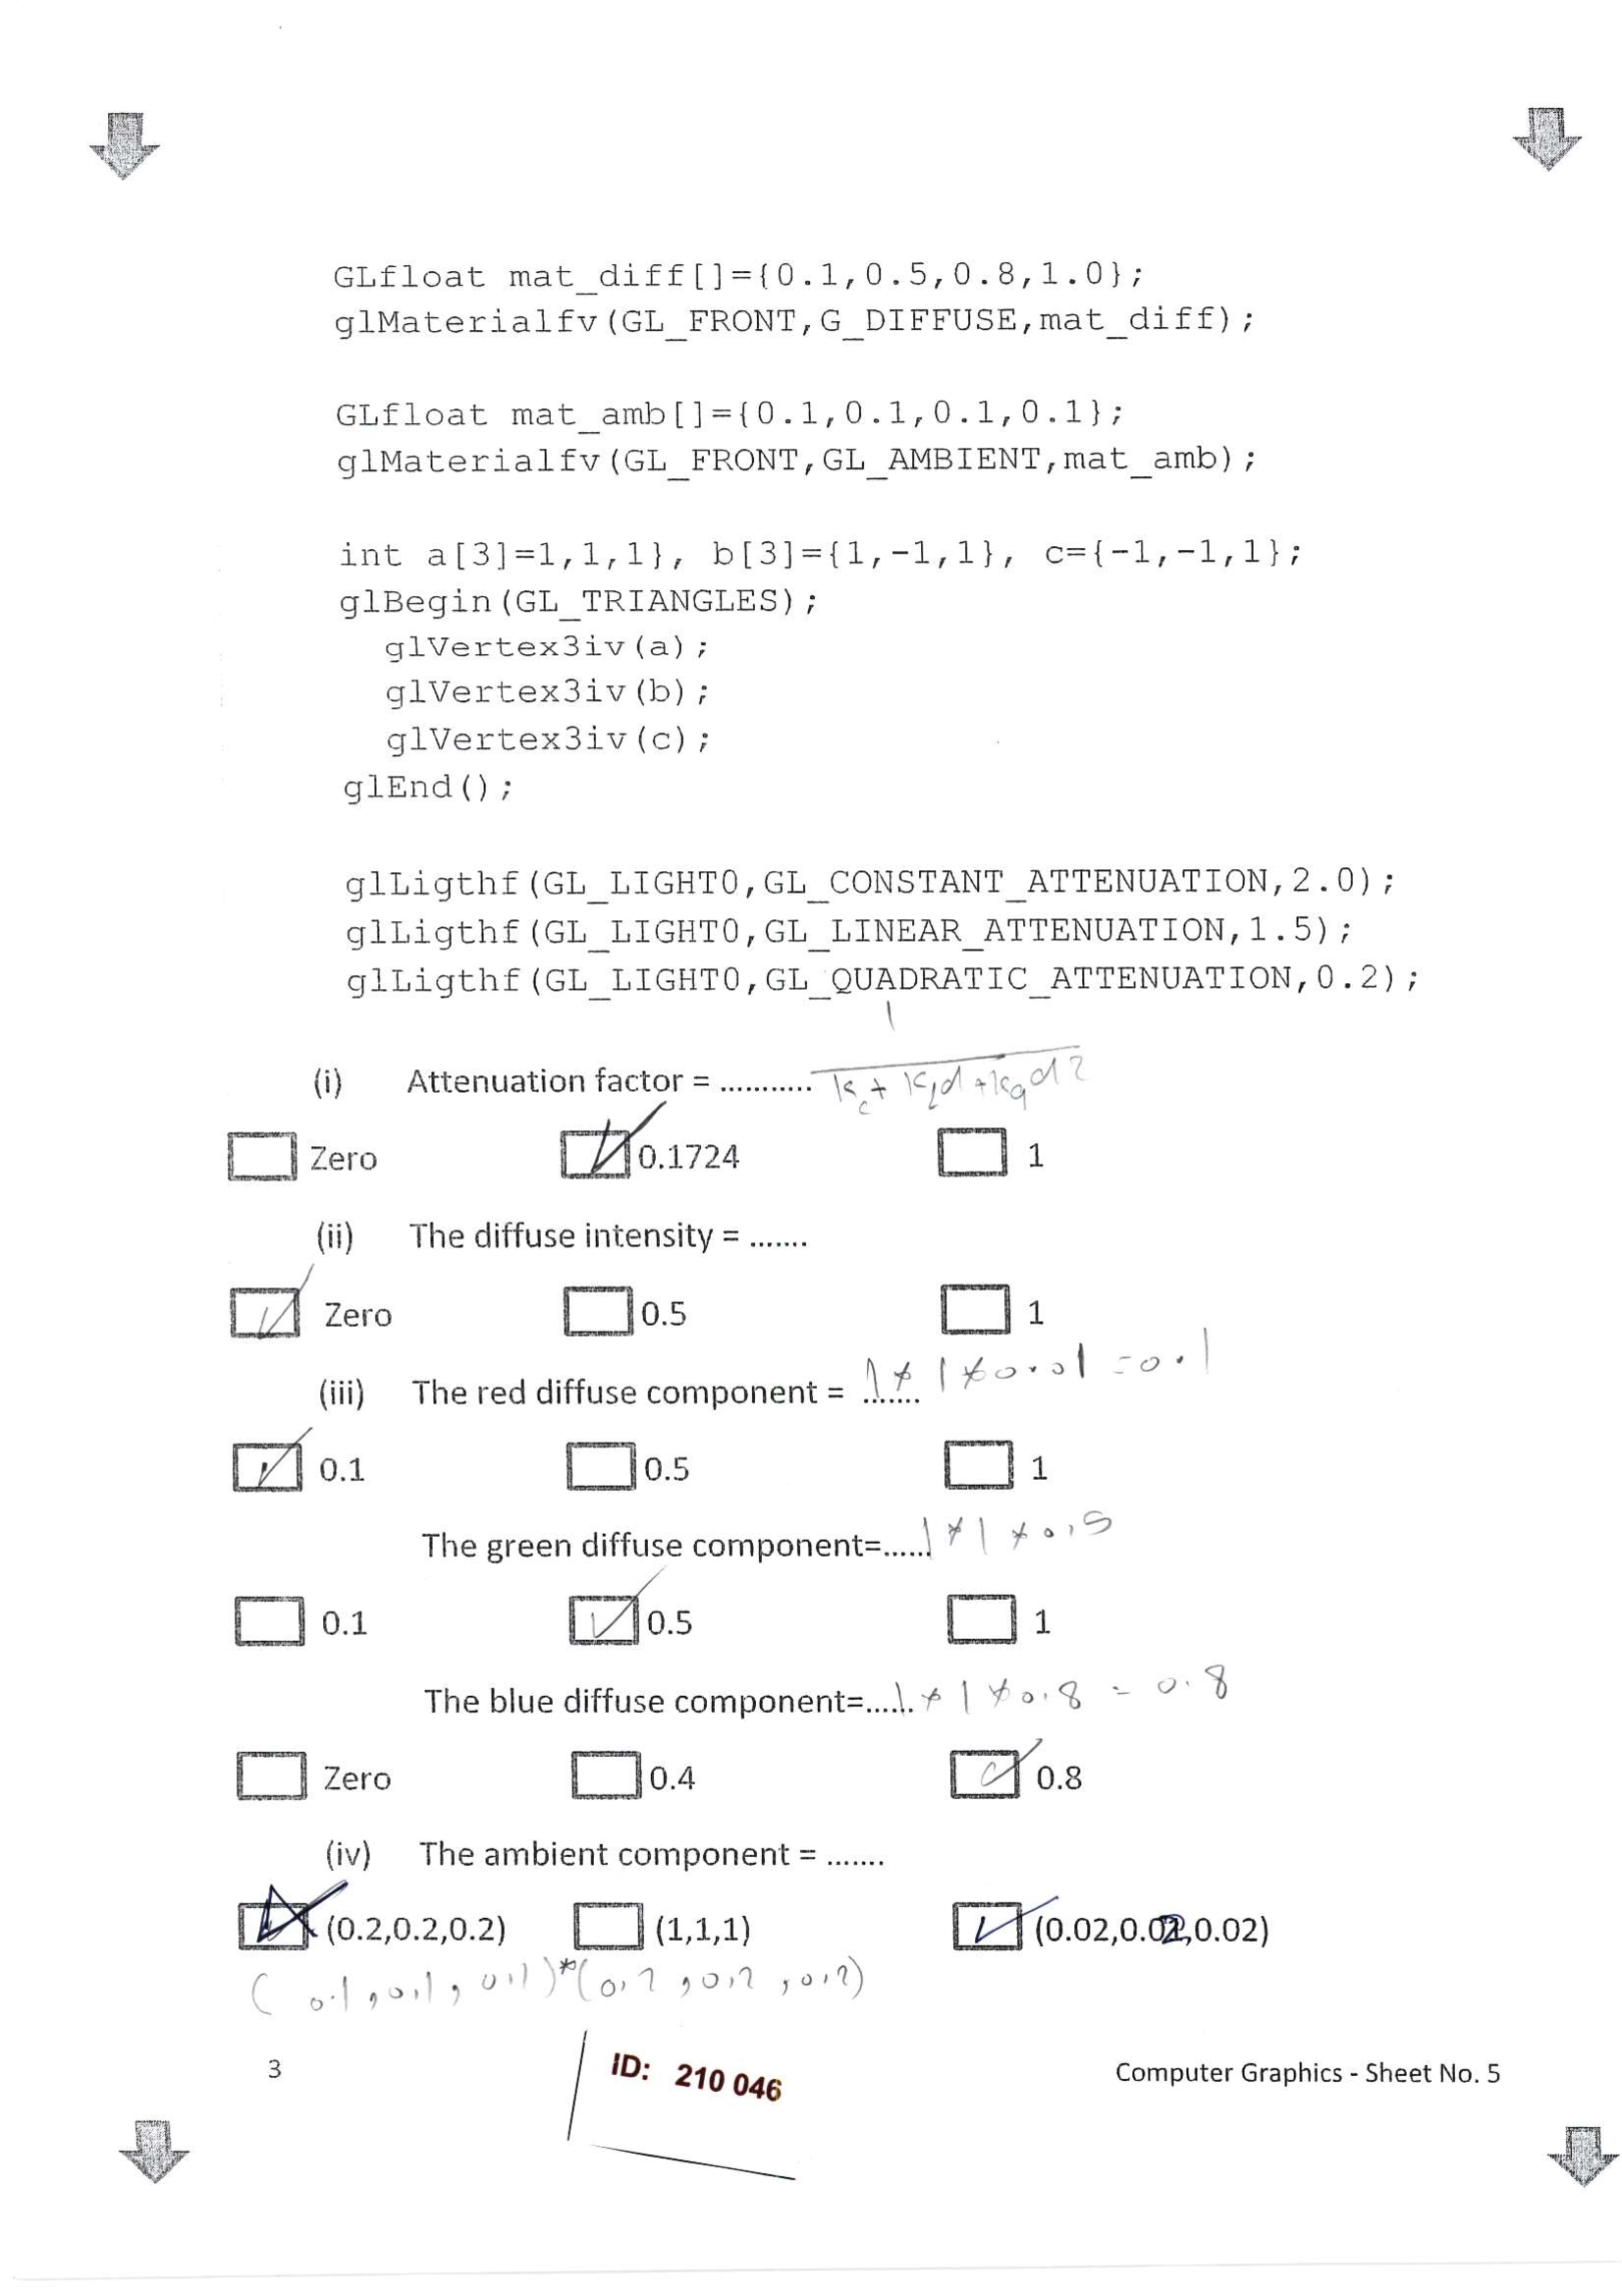 GLfloat mat_diff[]={0.1,0.5,0.8,1.0};
glMaterialfv(GL_FRONT,G_DIFFUSE,mat_diff);
GLfloat mat_amb[]={0.1,0.1,0.1,0.1};
glMaterialfv(GL_FRONT,GL_AMBIENT,mat_amb);
int a[3]=1,1,1}, b[3]={1,-1,1}, c={-1,-1,1};
glBegin(GL_TRIANGLES);
glVertex3iv(a);
glVertex3iv(b);
glVertex3iv(c);
glEnd();
glLigthf(GL_LIGHT0,GL_CONSTANT_ATTENUATION,2.0);
glLigthf(GL_LIGHT0,GL_LINEAR_ATTENUATION,1.5);
glLigthf(GL_LIGHT0,GL_QUADRATIC_ATTENUATION,0.2);
1
(i) Attenuation factor = ........... kc + kld + kqd2
Zero 0.1724 1
(ii) The diffuse intensity = .......
Zero 0.5 1
(iii) The red diffuse component = ....... 1*1*0.01 = 0.1
0.1 0.5 1
The green diffuse component=...... 1*1*0.5
0.1 0.5 1
The blue diffuse component=...... 1*1*0.8 = 0.8
Zero 0.4 0.8
(iv) The ambient component = .......
(0.2,0.2,0.2) (1,1,1) (0.02,0.02,0.02)
(0.1,0.1,0.1)*(0.2,0.2,0.2)
3 ID: 210 046 Computer Graphics - Sheet No. 5